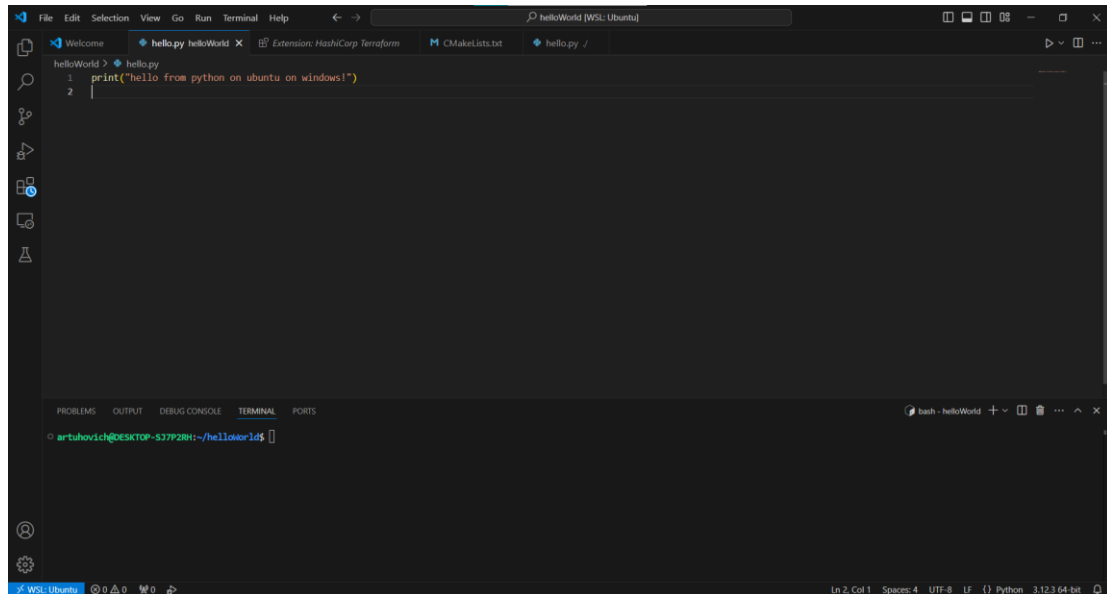 File Edit Selection View Go Run Terminal Help helloWorld [WSL: Ubuntu]
Welcome hello.py helloWorld Extension: HashiCorp Terraform CMakeLists.txt hello.py ./
helloWorld > hello.py
1 print("hello from python on ubuntu on windows!")
2
PROBLEMS OUTPUT DEBUG CONSOLE TERMINAL PORTS bash - helloWorld
artuhovich@DESKTOP-SJ7P2RH:~/helloWorld$
WSL: Ubuntu 0 0 0 Ln 2, Col 1 Spaces: 4 UTF-8 LF {} Python 3.12.3 64-bit